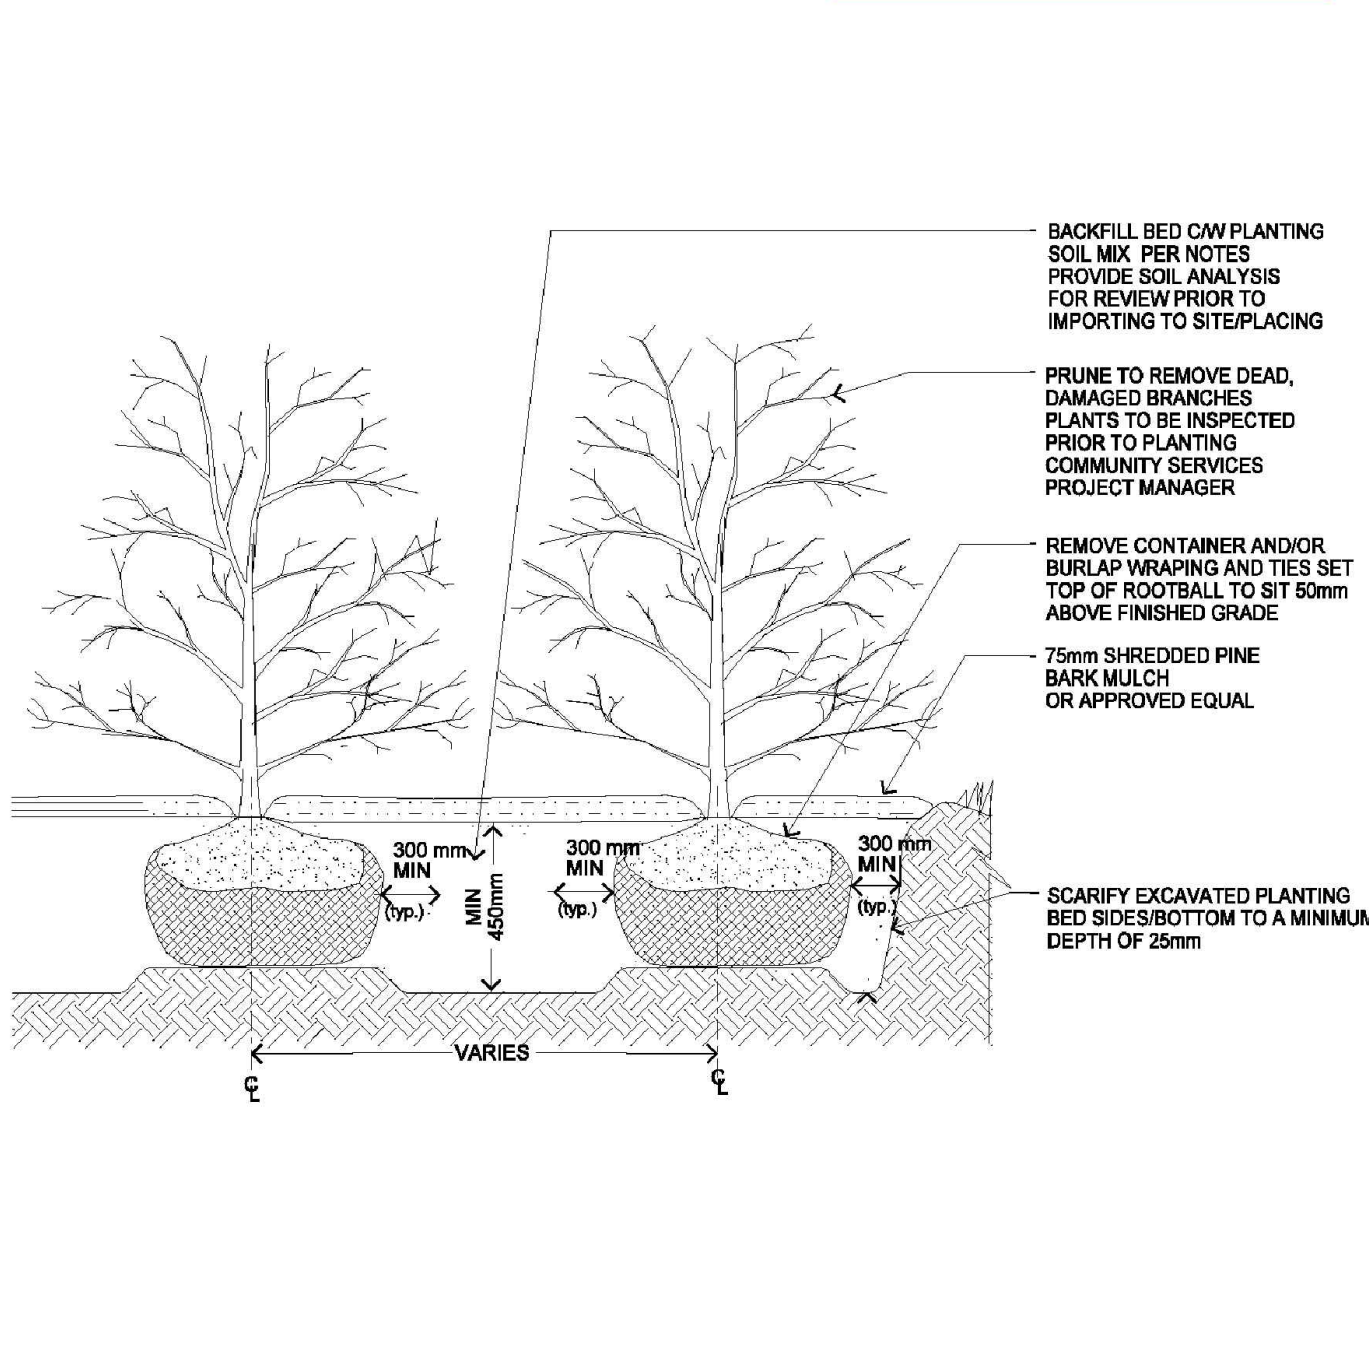 BACKFILL BED C/W PLANTING
SOIL MIX PER NOTES
PROVIDE SOIL ANALYSIS
FOR REVIEW PRIOR TO
IMPORTING TO SITE/PLACING
PRUNE TO REMOVE DEAD,
DAMAGED BRANCHES
PLANTS TO BE INSPECTED
PRIOR TO PLANTING
COMMUNITY SERVICES
PROJECT MANAGER
REMOVE CONTAINER AND/OR
BURLAP WRAPING AND TIES SET
TOP OF ROOTBALL TO SIT 50mm
ABOVE FINISHED GRADE
75mm SHREDDED PINE
BARK MULCH
OR APPROVED EQUAL
300 mm
MIN
(typ.)
MIN
450mm
300 mm
MIN
(typ.)
300 mm
MIN
(typ.)
SCARIFY EXCAVATED PLANTING
BED SIDES/BOTTOM TO A MINIMUM
DEPTH OF 25mm
VARIES
CL
CL